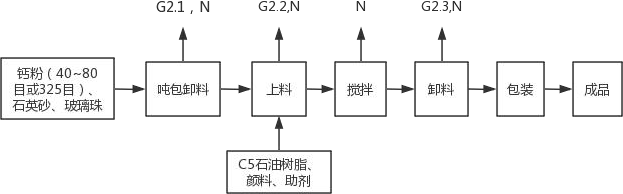 G2.1，N
G2.2,N
N
G2.3,N
钙粉（40~80
目或325目）、
石英砂、玻璃珠
吨包卸料
上料
搅拌
卸料
包装
成品
C5石油树脂、
颜料、助剂